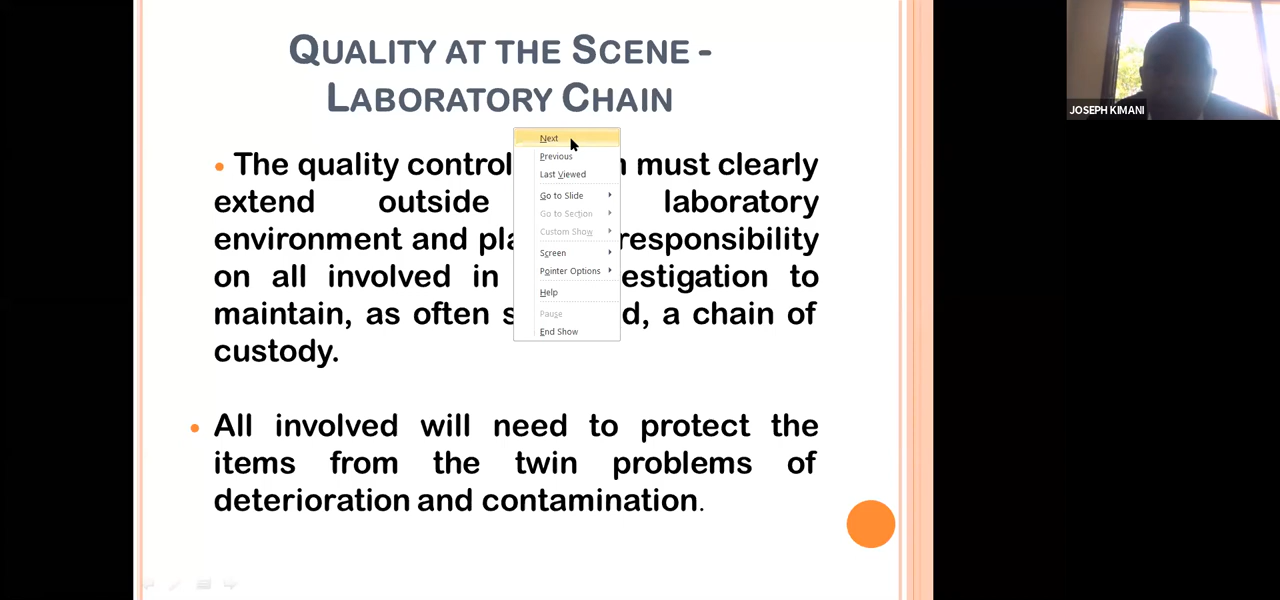 QUALITY AT THE SCENE -
LABORATORY CHAIN
• The quality control must clearly
extend outside laboratory
environment and responsibility
on all involved in to
maintain, as often a chain of
custody.
• All involved will need to protect the
items from the twin problems of
deterioration and contamination.
Next
Previous
Last Viewed
Go to Slide
Go to Section
Custom Show
Screen
Pointer Options
Help
Pause
End Show
JOSEPH KIMANI